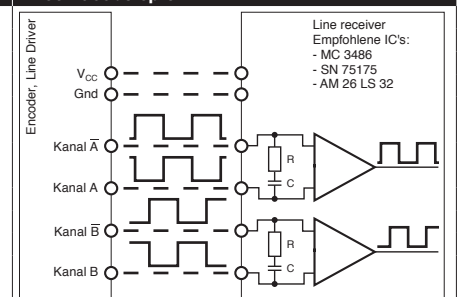 Encoder, Line Driver
Line receiver
Empfohlene IC's:
- MC 3486
- SN 75175
- AM 26 LS 32
V_CC
Gnd
Kanal A̅
R
C
Kanal A
Kanal B̅
R
C
Kanal B